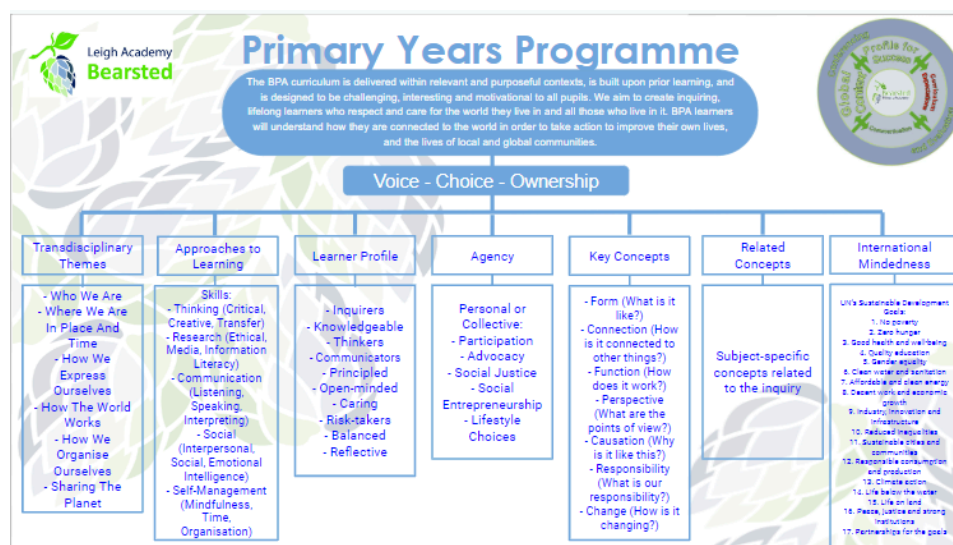 Leigh Academy
Bearsted
Primary Years Programme
The BPA curriculum is delivered within relevant and purposeful contexts, is built upon prior learning, and
is designed to be challenging, interesting and motivational to all pupils. We aim to create inquiring,
lifelong learners who respect and care for the world they live in and all those who live in it. BPA learners
will understand how they are connected to the world in order to take action to improve their own lives,
and the lives of local and global communities.
Profile for
Success
Global
Communication
Voice - Choice - Ownership
Transdisciplinary
Themes
- Who We Are
- Where We Are
In Place And
Time
- How We
Express
Ourselves
- How The World
Works
- How We
Organise
Ourselves
- Sharing The
Planet
Approaches to
Learning
Skills:
- Thinking (Critical,
Creative, Transfer)
- Research (Ethical,
Media, Information
Literacy)
- Communication
(Listening,
Speaking,
Interpreting)
- Social
(Interpersonal,
Social, Emotional
Intelligence)
- Self-Management
(Mindfulness,
Time,
Organisation)
Learner Profile
- Inquirers
- Knowledgeable
- Thinkers
- Communicators
- Principled
- Open-minded
- Caring
- Risk-takers
- Balanced
- Reflective
Agency
Personal or
Collective:
- Participation
- Advocacy
- Social Justice
- Social
Entrepreneurship
- Lifestyle
Choices
Key Concepts
- Form (What is it
like?)
- Connection (How
is it connected to
other things?)
- Function (How
does it work?)
- Perspective
(What are the
points of view?)
- Causation (Why
is it like this?)
- Responsibility
(What is our
responsibility?)
- Change (How is it
changing?)
Related
Concepts
Subject-specific
concepts related
to the inquiry
International
Mindedness
UN's Sustainable Development
Goals:
1. No poverty
2. Zero hunger
3. Good health and well-being
4. Quality education
5. Gender equality
6. Clean water and sanitation
7. Affordable and clean energy
8. Decent work and economic
growth
9. Industry, innovation and
infrastructure
10. Reduced inequalities
11. Sustainable cities and
communities
12. Responsible consumption
and production
13. Climate action
14. Life below the water
15. Life on land
16. Peace, justice and strong
institutions
17. Partnerships for the goals